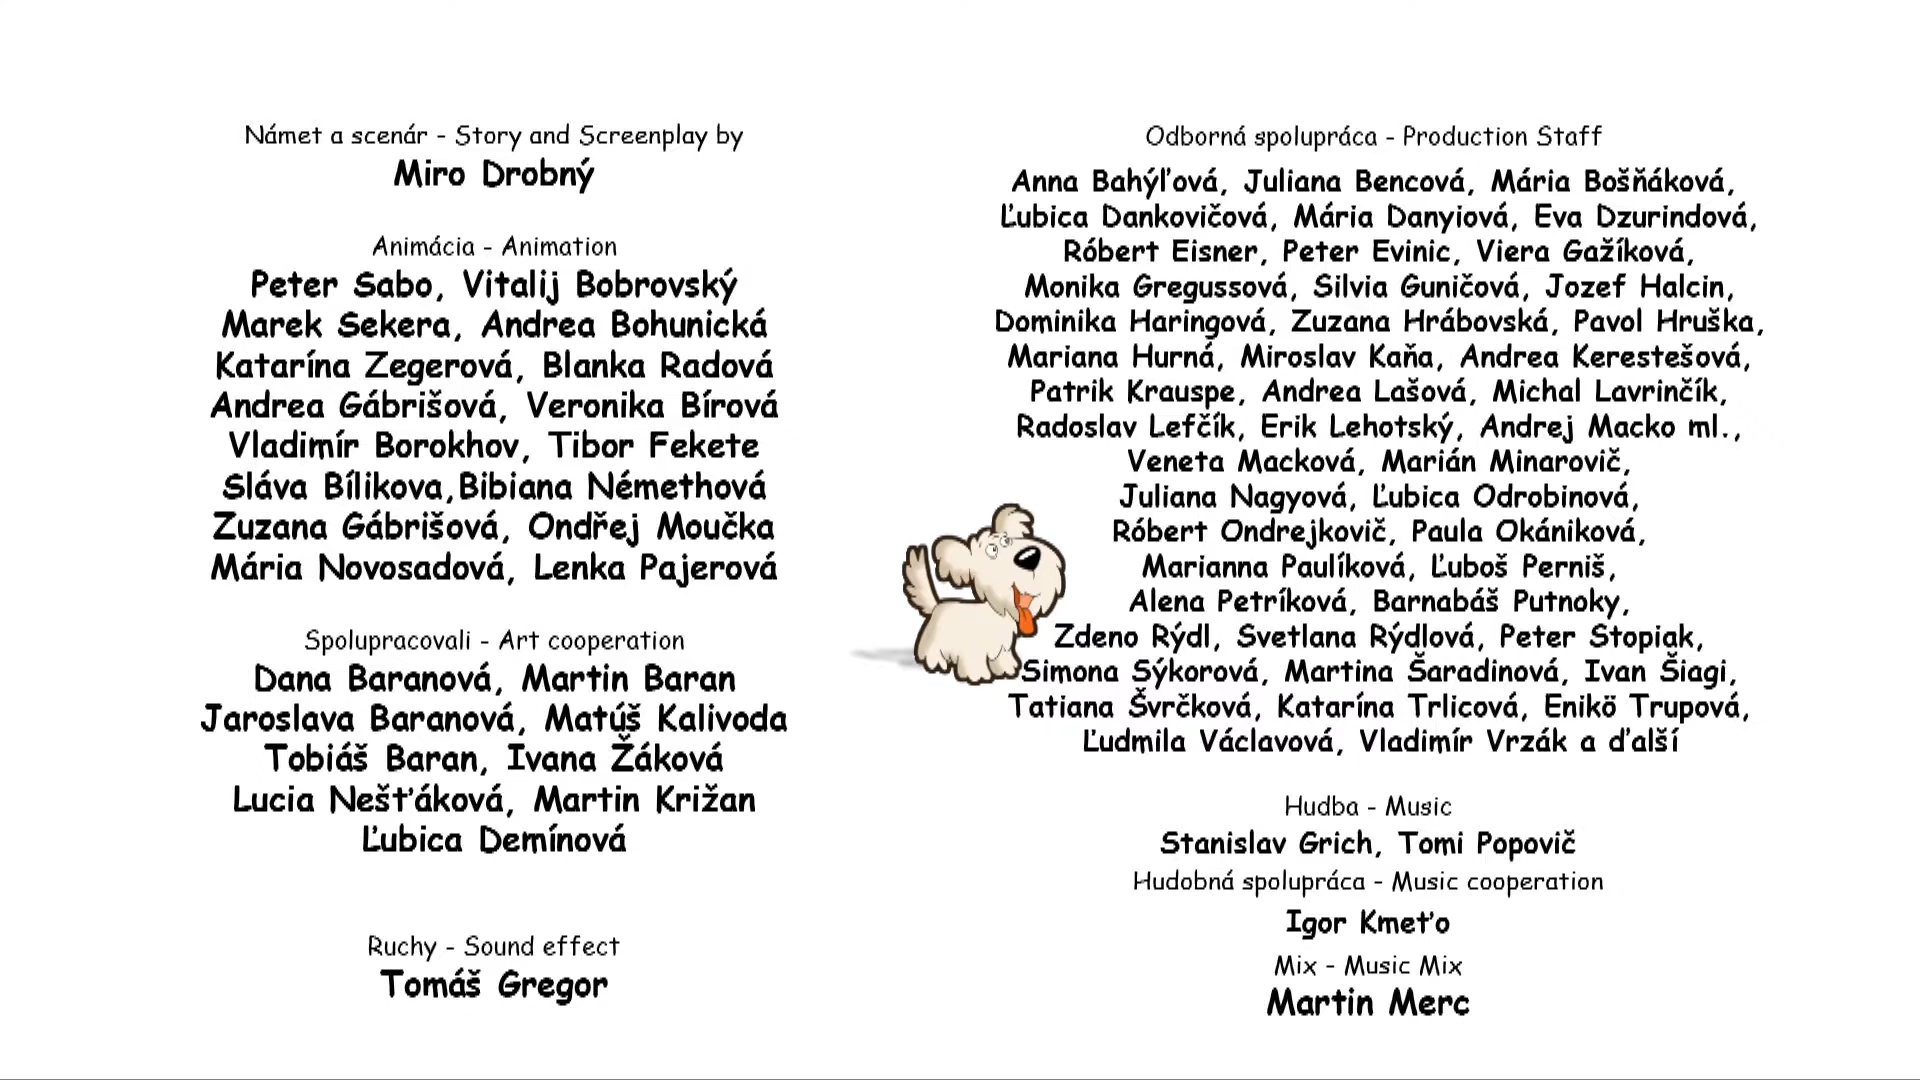 Námet a scenár - Story and Screenplay by
Miro Drobný
Animácia - Animation
Peter Sabo, Vitalij Bobrovský
Marek Sekera, Andrea Bohunická
Katarína Zegerová, Blanka Radová
Andrea Gábrišová, Veronika Bírová
Vladimír Borokhov, Tibor Fekete
Sláva Bílikova,Bibiana Némethová
Zuzana Gábrišová, Ondřej Moučka
Mária Novosadová, Lenka Pajerová
Spolupracovali - Art cooperation
Dana Baranová, Martin Baran
Jaroslava Baranová, Matúš Kalivoda
Tobiáš Baran, Ivana Žáková
Lucia Nešťáková, Martin Križan
Ľubica Demínová
Ruchy - Sound effect
Tomáš Gregor
Odborná spolupráca - Production Staff
Anna Bahýľová, Juliana Bencová, Mária Bošňáková,
Ľubica Dankovičová, Mária Danyiová, Eva Dzurindová,
Róbert Eisner, Peter Evinic, Viera Gažíková,
Monika Gregussová, Silvia Guničová, Jozef Halcin,
Dominika Haringová, Zuzana Hrábovská, Pavol Hruška,
Mariana Hurná, Miroslav Kaňa, Andrea Kerestešová,
Patrik Krauspe, Andrea Lašová, Michal Lavrinčík,
Radoslav Lefčík, Erik Lehotský, Andrej Macko ml.,
Veneta Macková, Marián Minarovič,
Juliana Nagyová, Ľubica Odrobinová,
Róbert Ondrejkovič, Paula Okániková,
Marianna Paulíková, Ľuboš Perniš,
Alena Petríková, Barnabáš Putnoky,
Zdeno Rýdl, Svetlana Rýdlová, Peter Stopiak,
Simona Sýkorová, Martina Šaradinová, Ivan Šiagi,
Tatiana Švrčková, Katarína Trlicová, Enikö Trupová,
Ľudmila Václavová, Vladimír Vrzák a ďalší
Hudba - Music
Stanislav Grich, Tomi Popovič
Hudobná spolupráca - Music cooperation
Igor Kmeťo
Mix - Music Mix
Martin Merc